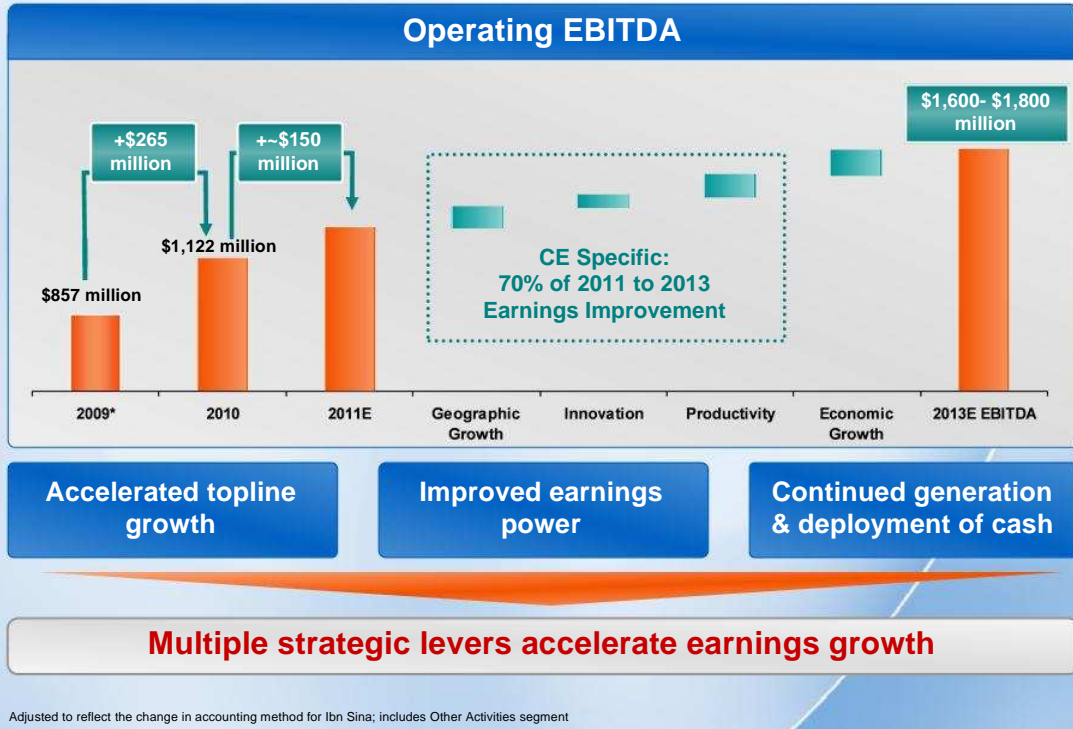 Operating EBITDA
$1,600- $1,800
million
+$265
million
+~$150
million
$1,122 million
$857 million
CE Specific:
70% of 2011 to 2013
Earnings Improvement
2009*
2010
2011E
Geographic
Growth
Innovation
Productivity
Economic
Growth
2013E EBITDA
Accelerated topline
growth
Improved earnings
power
Continued generation
& deployment of cash
Multiple strategic levers accelerate earnings growth
Adjusted to reflect the change in accounting method for Ibn Sina; includes Other Activities segment